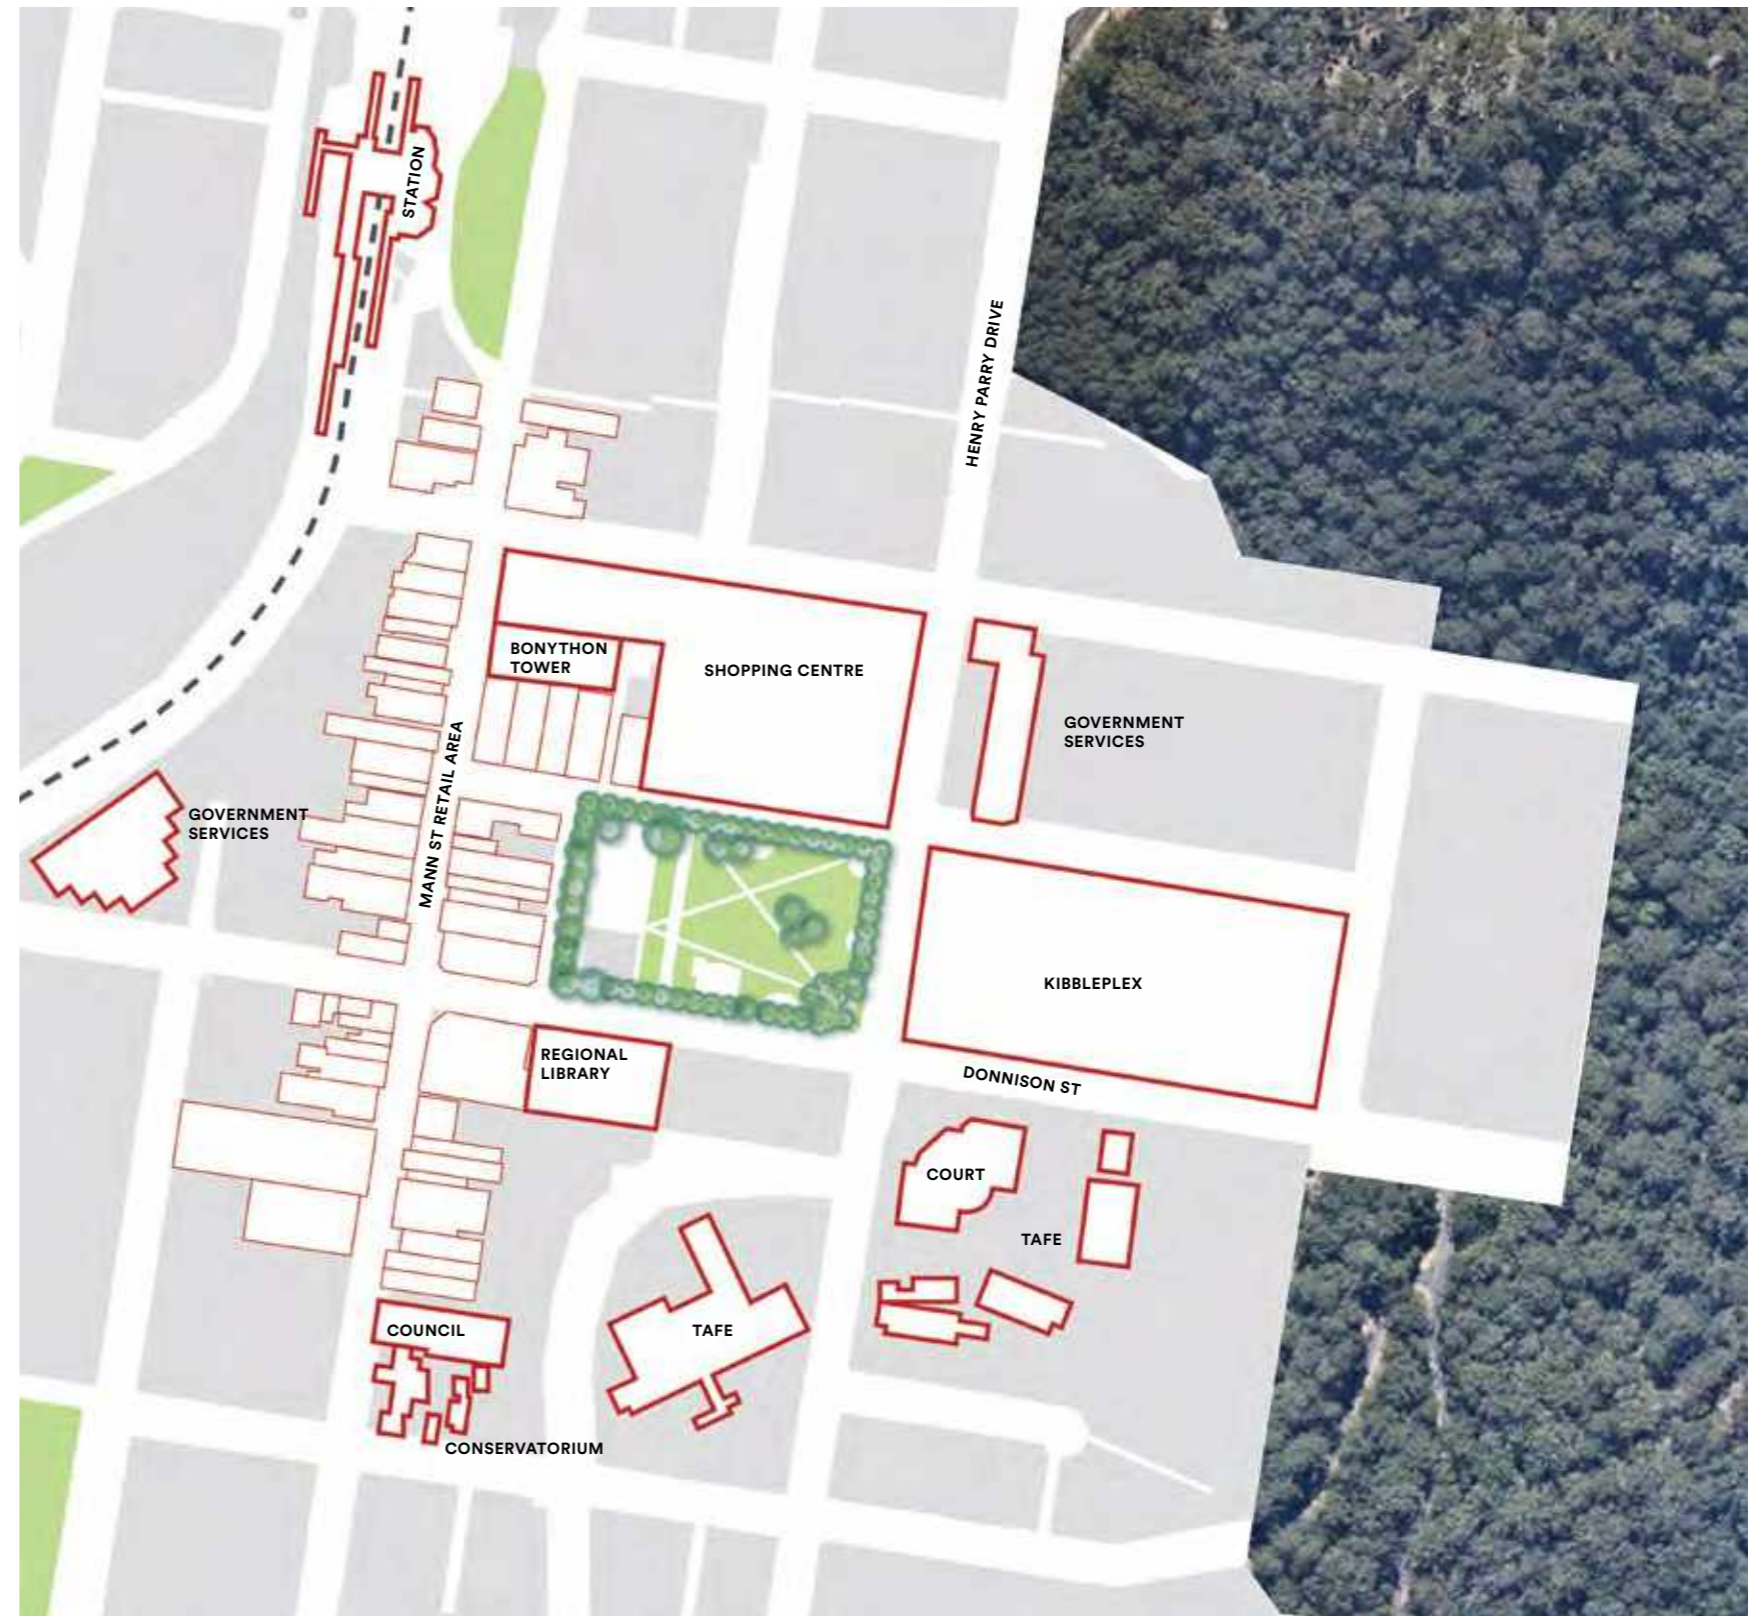 STATION
HENRY PARRY DRIVE
BONYTHON
TOWER
SHOPPING CENTRE
GOVERNMENT
SERVICES
MANN ST RETAIL AREA
GOVERNMENT
SERVICES
KIBBLEPLEX
REGIONAL
LIBRARY
DONNISON ST
COURT
TAFE
COUNCIL
TAFE
CONSERVATORIUM